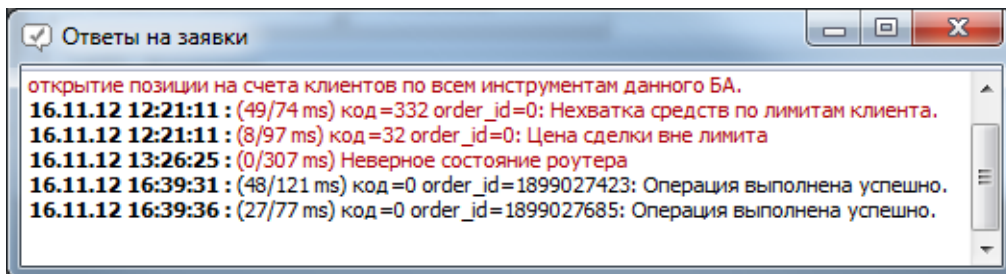 Ответы на заявки
открытие позиции на счета клиентов по всем инструментам данного БА.
16.11.12 12:21:11 : (49/74 ms) код=332 order_id=0: Нехватка средств по лимитам клиента.
16.11.12 12:21:11 : (8/97 ms) код=32 order_id=0: Цена сделки вне лимита
16.11.12 13:26:25 : (0/307 ms) Неверное состояние роутера
16.11.12 16:39:31 : (48/121 ms) код=0 order_id=1899027423: Операция выполнена успешно.
16.11.12 16:39:36 : (27/77 ms) код=0 order_id=1899027685: Операция выполнена успешно.